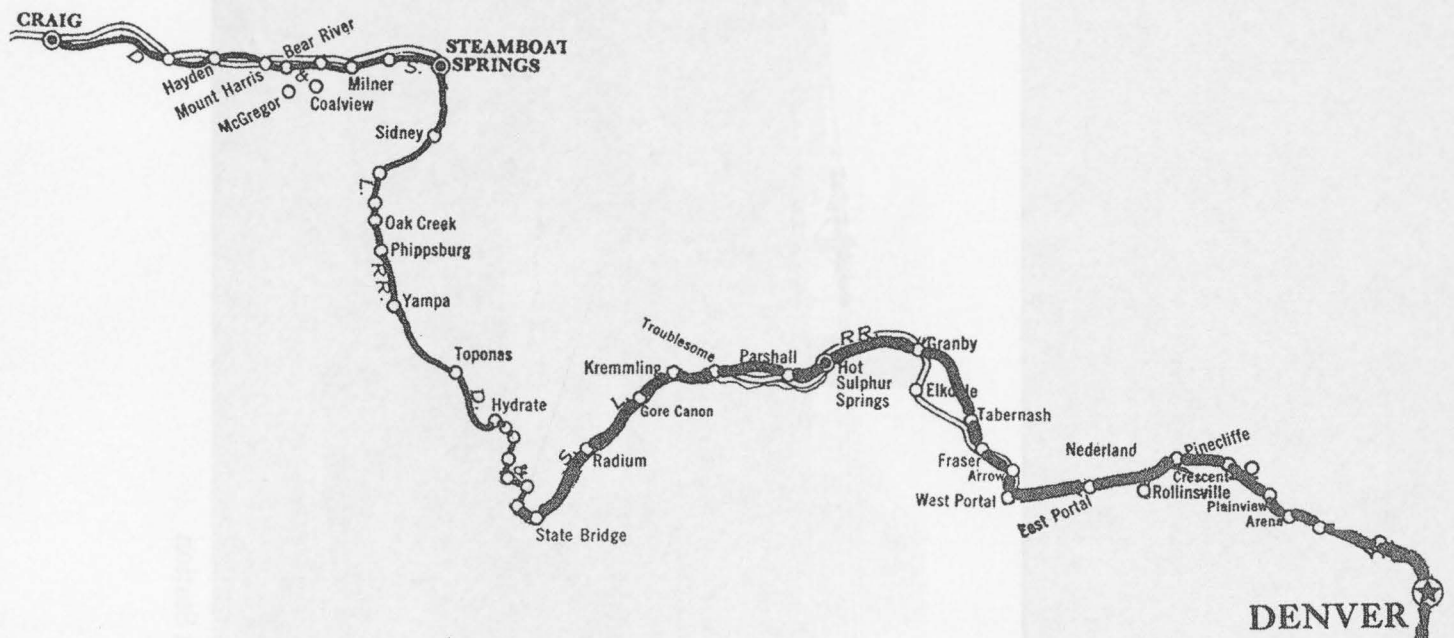 CRAIG
D.
Hayden
Mount Harris
Bear River
&
McGregor
Coalview
Milner
S.
STEAMBOAT
SPRINGS
Sidney
L.
Oak Creek
Phippsburg
RR.
Yampa
Toponas
D.
Hydrate
&
State Bridge
S.
Radium
L.
Gore Canon
Kremmling
Troublesome
Parshall
Hot
Sulphur
Springs
RR
Granby
Tabernash
Fraser
Arrow
West Portal
East Portal
Nederland
Rollinsville
Pinecliffe
Crescent
Plainview
Arena
DENVER